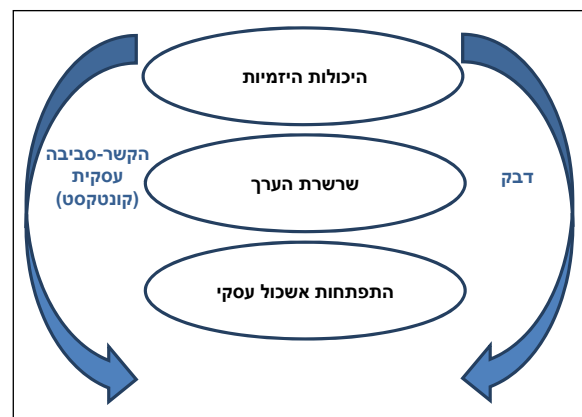 היכולות היזמיות
הקשר-סביבה
עסקית
(קונטקסט)
שרשרת הערך
דבק
התפתחות אשכול עסקי